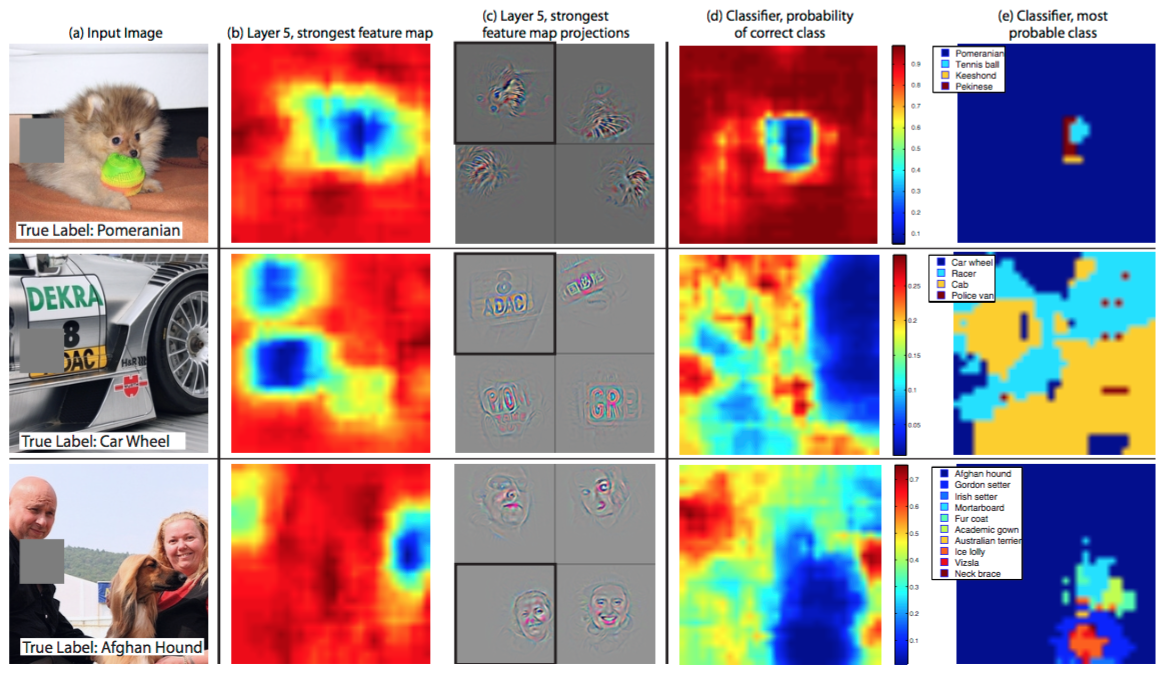 (a) Input Image
(b) Layer 5, strongest feature map
(c) Layer 5, strongest
feature map projections
(d) Classifier, probability
of correct class
(e) Classifier, most
probable class
True Label: Pomeranian
0.9
0.8
0.7
0.6
0.5
0.4
0.3
0.2
0.1
Pomeranian
Tennis ball
Keeshond
Pekinese
DEKRA
8
ADAC
H&R
W
True Label: Car Wheel
ADAC
GRE
0.25
0.2
0.15
0.1
0.05
Car wheel
Racer
Cab
Police van
True Label: Afghan Hound
0.7
0.6
0.5
0.4
0.3
0.2
0.1
Afghan hound
Gordon setter
Irish setter
Mortarboard
Fur coat
Academic gown
Australian terrier
Ice lolly
Vizsla
Neck brace